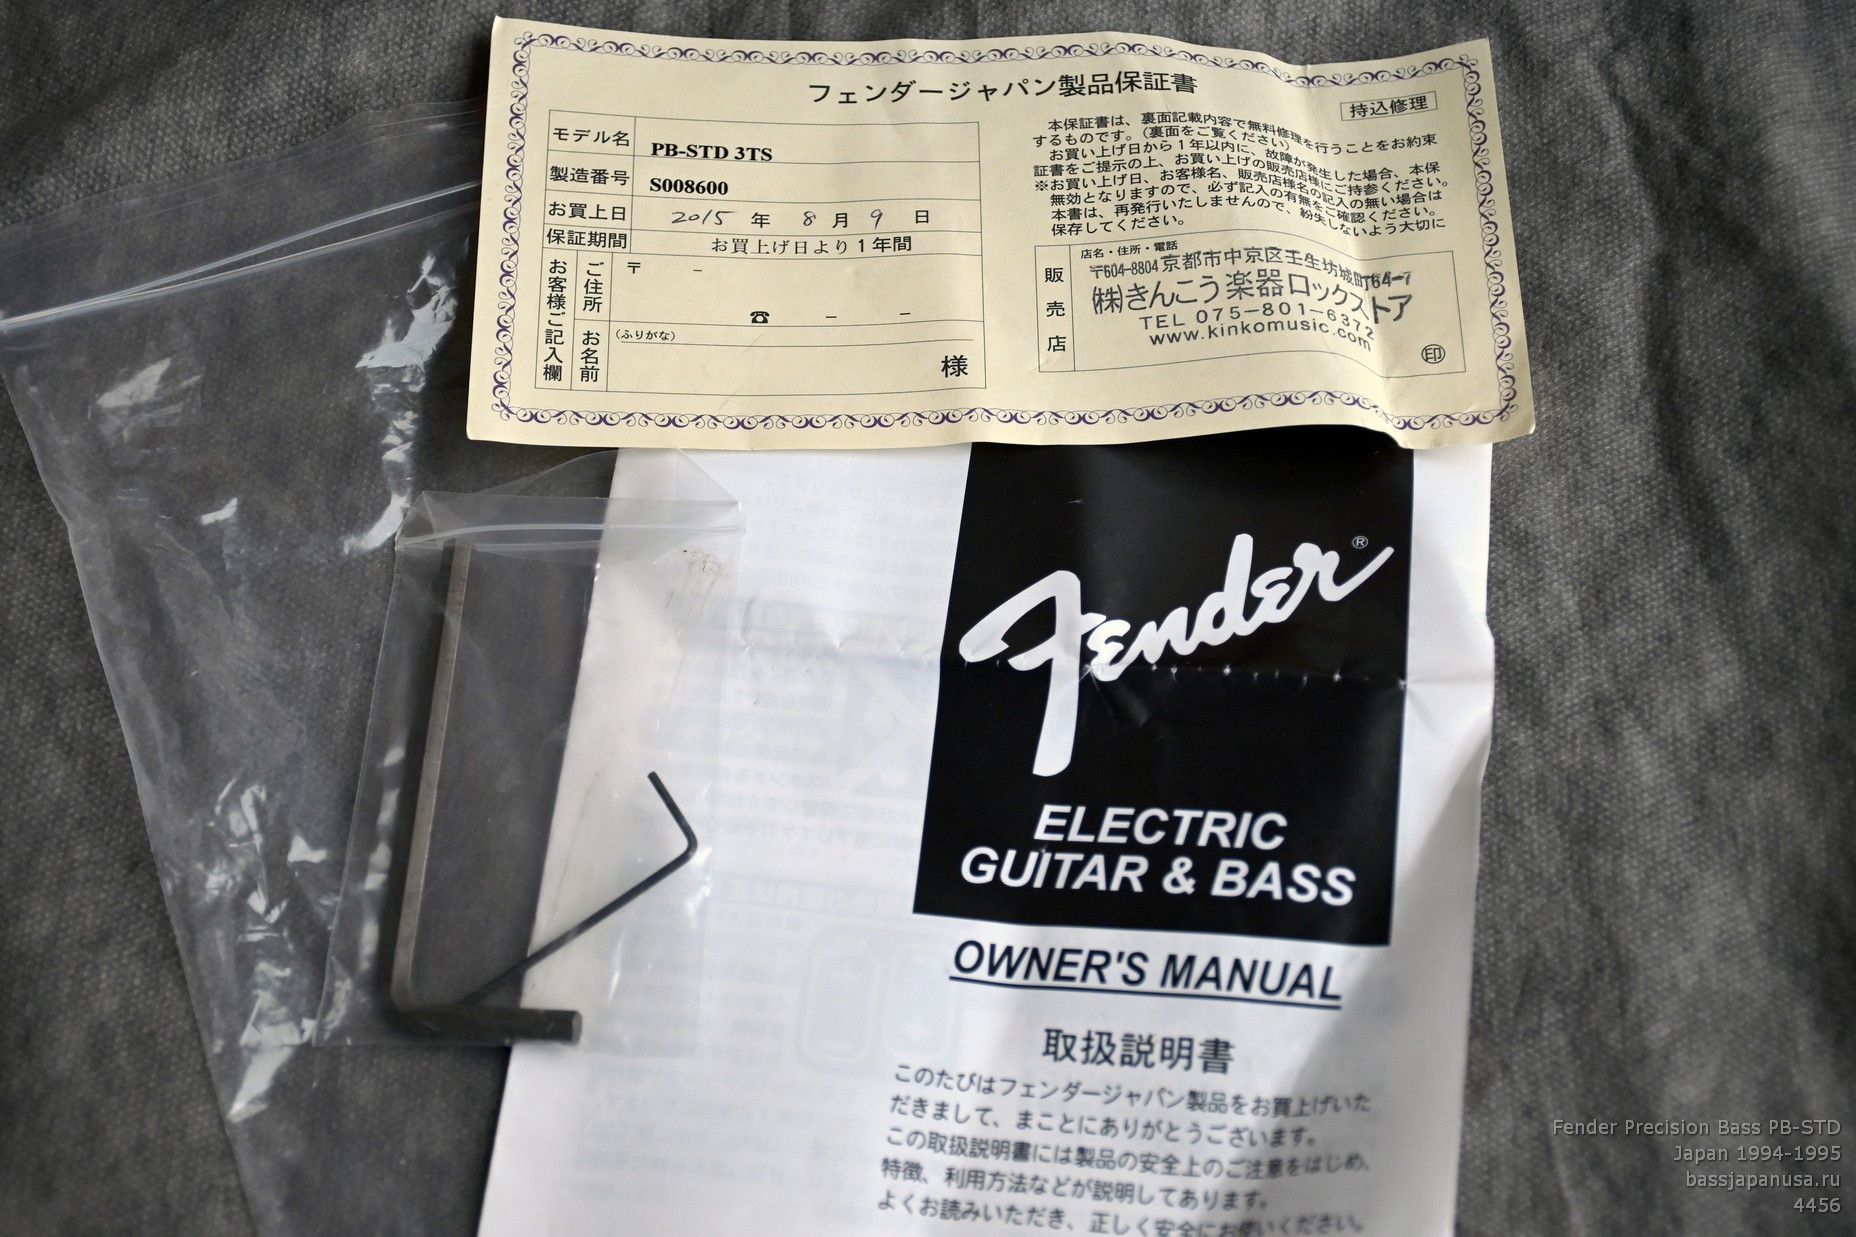 フェンダージャパン製品保証書
持込修理
モデル名 PB-STD 3TS
製造番号 S008600
お買上日 2015 年 8 月 9 日
保証期間 お買上げ日より1年間
お客様ご記入欄
ご住所
〒 －
☎ － －
お名前
(ふりがな)
様
本保証書は、裏面記載内容で無料修理を行うことをお約束
するものです。(裏面をご覧ください)
お買い上げ日から1年以内に、故障が発生した場合、本保
証書をご提示の上、お買い上げの販売店様にご持参ください。
※お買い上げ日、お客様名、販売店様名の記入の無い場合は
無効となりますので、必ず記入の有無をご確認ください。
本書は、再発行いたしませんので、紛失しないよう大切に
保存してください。
販売店
店名・住所・電話
〒604-8804 京都市中京区壬生坊城町64-7
㈱きんこう楽器ロックストア
TEL 075-801-6372
www.kinkomusic.com
印
Fender®
ELECTRIC
GUITAR & BASS
OWNER'S MANUAL
取扱説明書
このたびはフェンダージャパン製品をお買上げいた
だきまして、まことにありがとうございます。
この取扱説明書には製品の安全上のご注意をはじめ、
特徴、利用方法などが説明してあります。
よくお読みいただき、正しく安全にお使いください。
Fender Precision Bass PB-STD
Japan 1994-1995
bassjapanusa.ru
4456